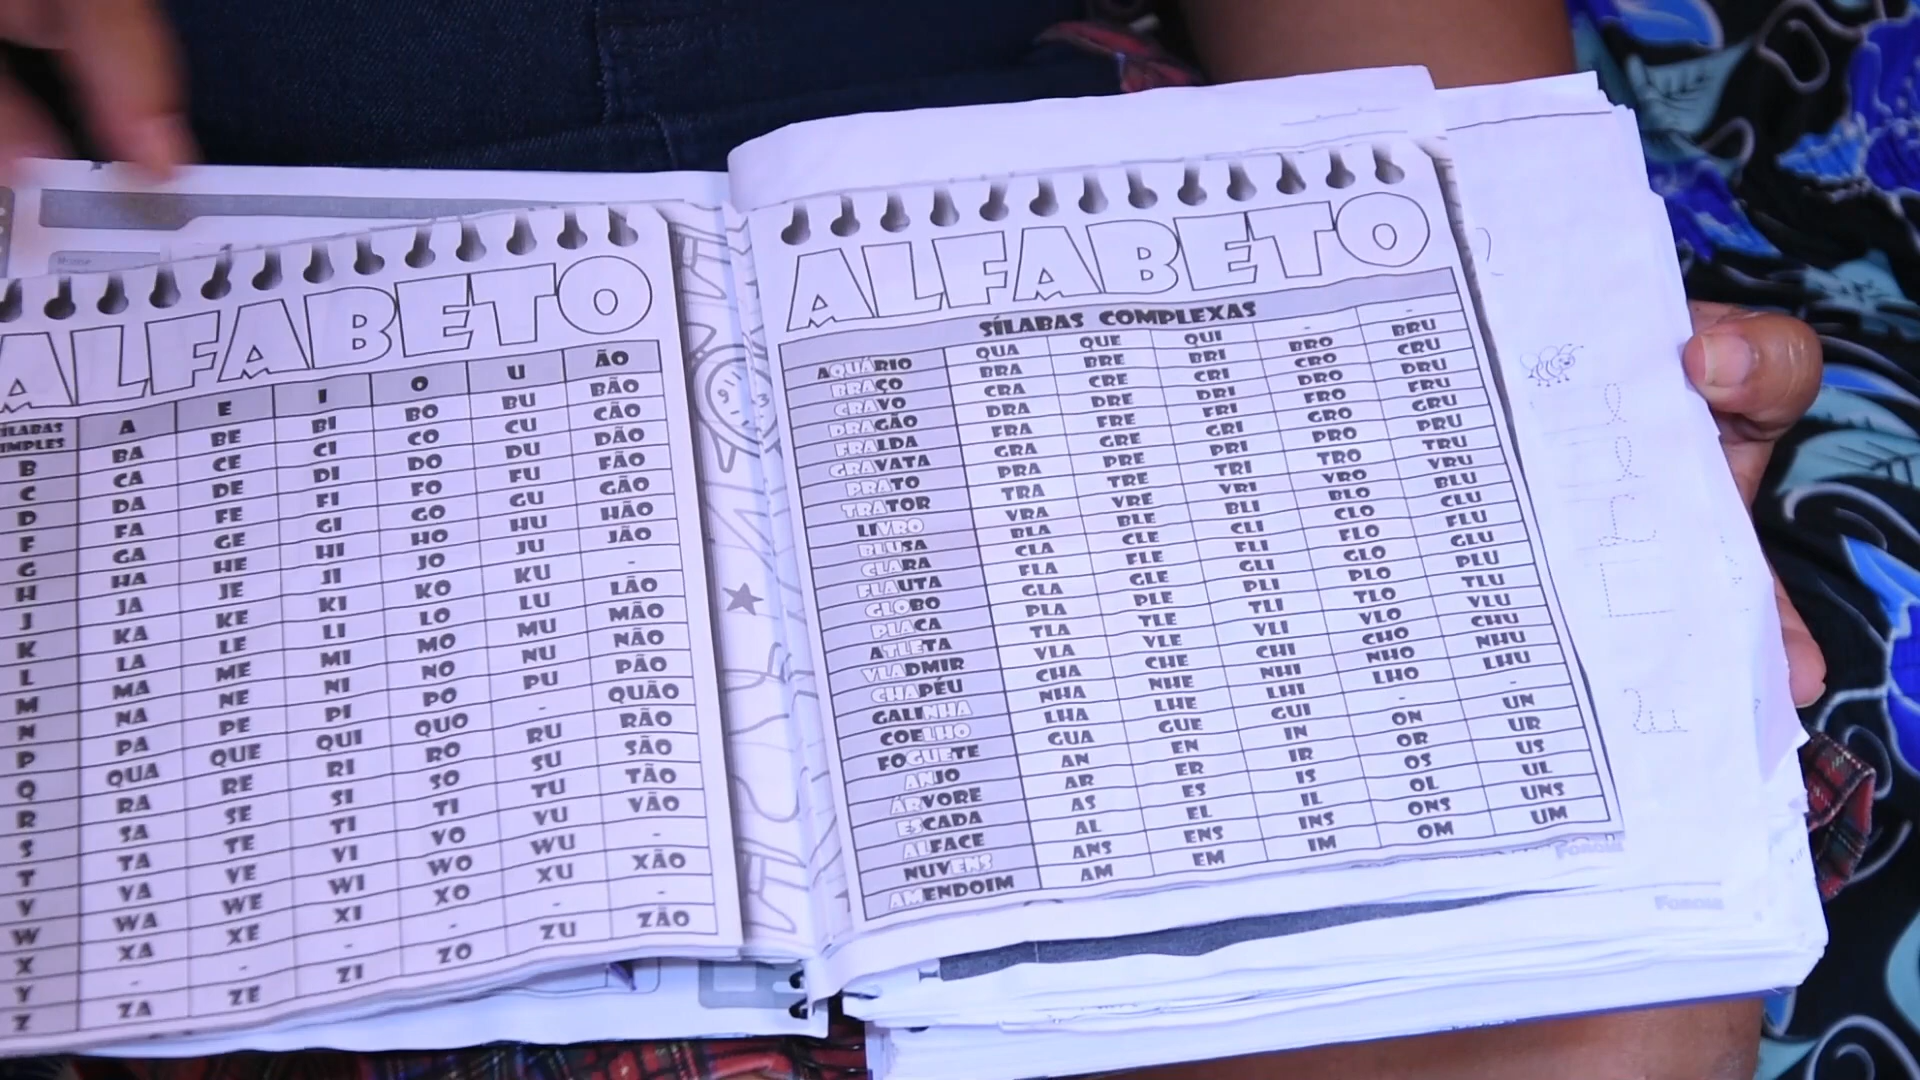 ALFABETO
ÍLABAS IMPLES A E I O U ÃO
B BA BE BI BO BU BÃO
C CA CE CI CO CU CÃO
D DA DE DI DO DU DÃO
F FA FE FI FO FU FÃO
G GA GE GI GO GU GÃO
H HA HE HI HO HU HÃO
J JA JE JI JO JU JÃO
K KA KE KI KO KU -
L LA LE LI LO LU LÃO
M MA ME MI MO MU MÃO
N NA NE NI NO NU NÃO
P PA PE PI PO PU PÃO
Q QUA QUE QUI QUO - QUÃO
R RA RE RI RO RU RÃO
S SA SE SI SO SU SÃO
T TA TE TI TO TU TÃO
V VA VE VI VO VU VÃO
W WA WE WI WO WU -
X XA XE XI XO XU XÃO
Y - - - - - -
Z ZA ZE ZI ZO ZU ZÃO
9 3
ALFABETO
SÍLABAS COMPLEXAS
AQUÁRIO QUA QUE QUI - -
BRAÇO BRA BRE BRI BRO BRU
CRAVO CRA CRE CRI CRO CRU
DRAGÃO DRA DRE DRI DRO DRU
FRALDA FRA FRE FRI FRO FRU
GRAVATA GRA GRE GRI GRO GRU
PRATO PRA PRE PRI PRO PRU
TRATOR TRA TRE TRI TRO TRU
LIVRO VRA VRE VRI VRO VRU
BLUSA BLA BLE BLI BLO BLU
CLARA CLA CLE CLI CLO CLU
FLAUTA FLA FLE FLI FLO FLU
GLOBO GLA GLE GLI GLO GLU
PLACA PLA PLE PLI PLO PLU
ATLETA TLA TLE TLI TLO TLU
VLADMIR VLA VLE VLI VLO VLU
CHAPÉU CHA CHE CHI CHO CHU
GALINHA NHA NHE NHI NHO NHU
COELHO LHA LHE LHI LHO LHU
FOGUETE GUA GUE GUI - -
ANJO AN EN IN ON UN
ÁRVORE AR ER IR OR UR
ESCADA AS ES IS OS US
ALFACE AL EL IL OL UL
NUVENS ANS ENS INS ONS UNS
AMENDOIM AM EM IM OM UM